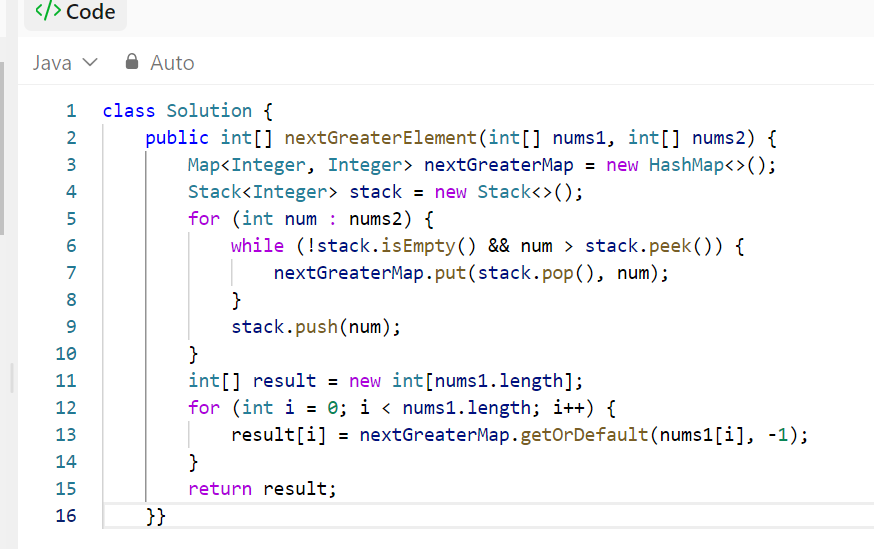 </> Code
Java Auto
1 class Solution {
2 public int[] nextGreaterElement(int[] nums1, int[] nums2) {
3 Map<Integer, Integer> nextGreaterMap = new HashMap<>();
4 Stack<Integer> stack = new Stack<>();
5 for (int num : nums2) {
6 while (!stack.isEmpty() && num > stack.peek()) {
7 nextGreaterMap.put(stack.pop(), num);
8 }
9 stack.push(num);
10 }
11 int[] result = new int[nums1.length];
12 for (int i = 0; i < nums1.length; i++) {
13 result[i] = nextGreaterMap.getOrDefault(nums1[i], -1);
14 }
15 return result;
16 }}